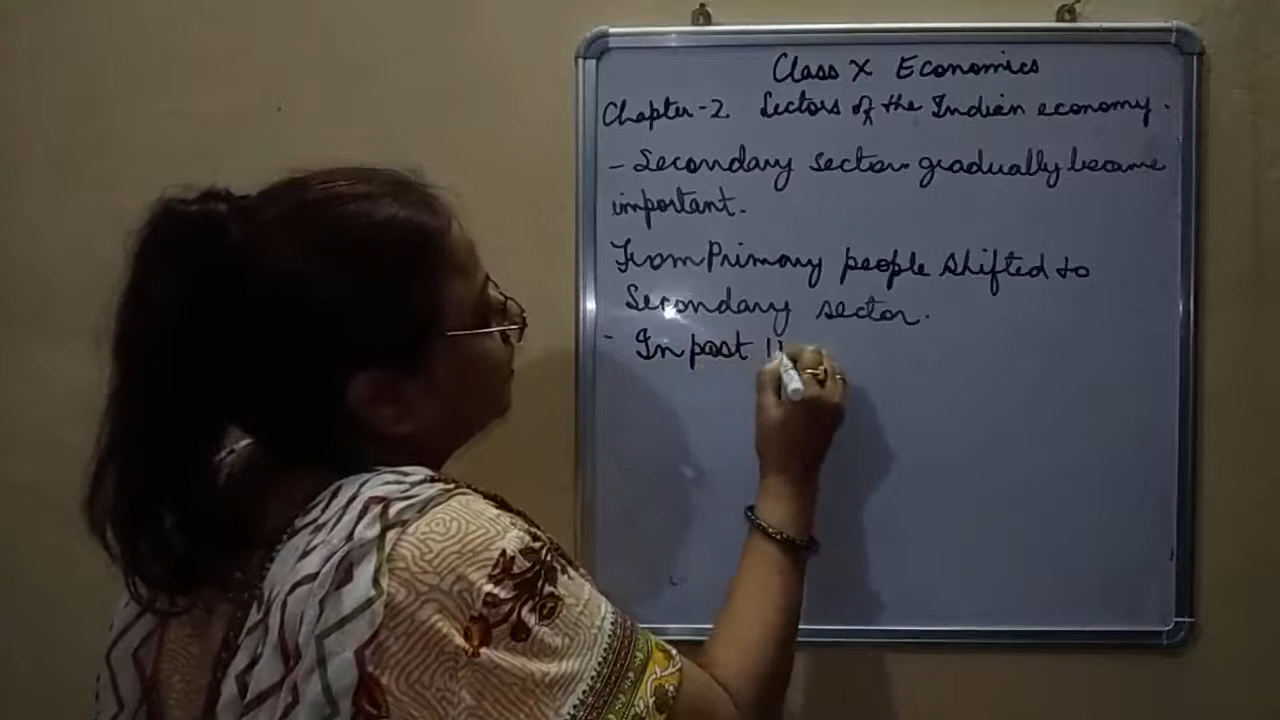 Class X Economics
Chapter-2 Sectors of the Indian economy.
- Secondary sector gradually became
important.
From Primary people shifted to
Secondary sector.
- In past